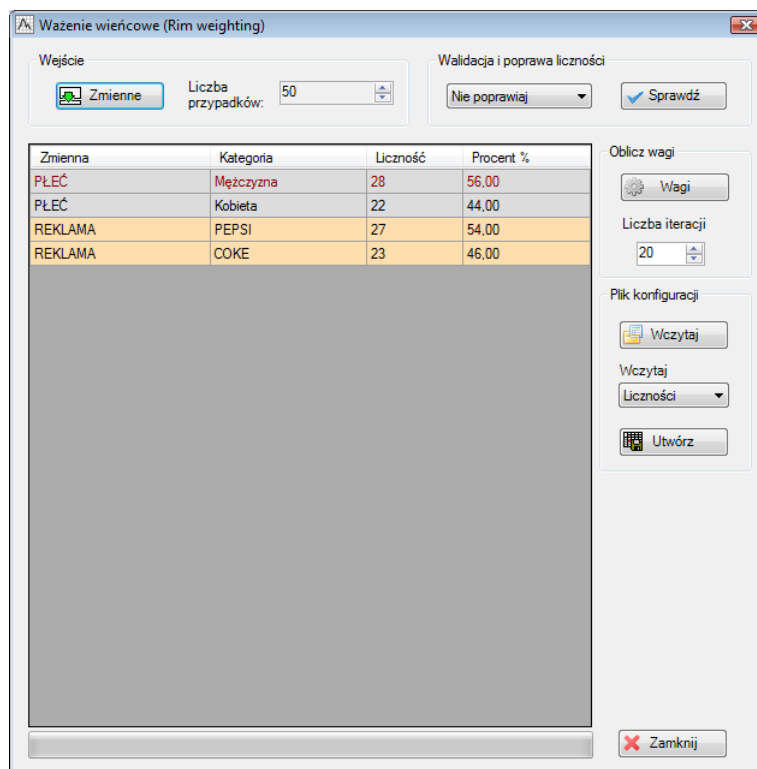 Ważenie wieńcowe (Rim weighting)
Wejście
Zmienne
Liczba
przypadków:
50
Walidacja i poprawa liczności
Nie poprawiaj
Sprawdź
Zmienna Kategoria Liczność Procent %
PŁEĆ Mężczyzna 28 56,00
PŁEĆ Kobieta 22 44,00
REKLAMA PEPSI 27 54,00
REKLAMA COKE 23 46,00
Oblicz wagi
Wagi
Liczba iteracji
20
Plik konfiguracji
Wczytaj
Wczytaj
Liczności
Utwórz
Zamknij